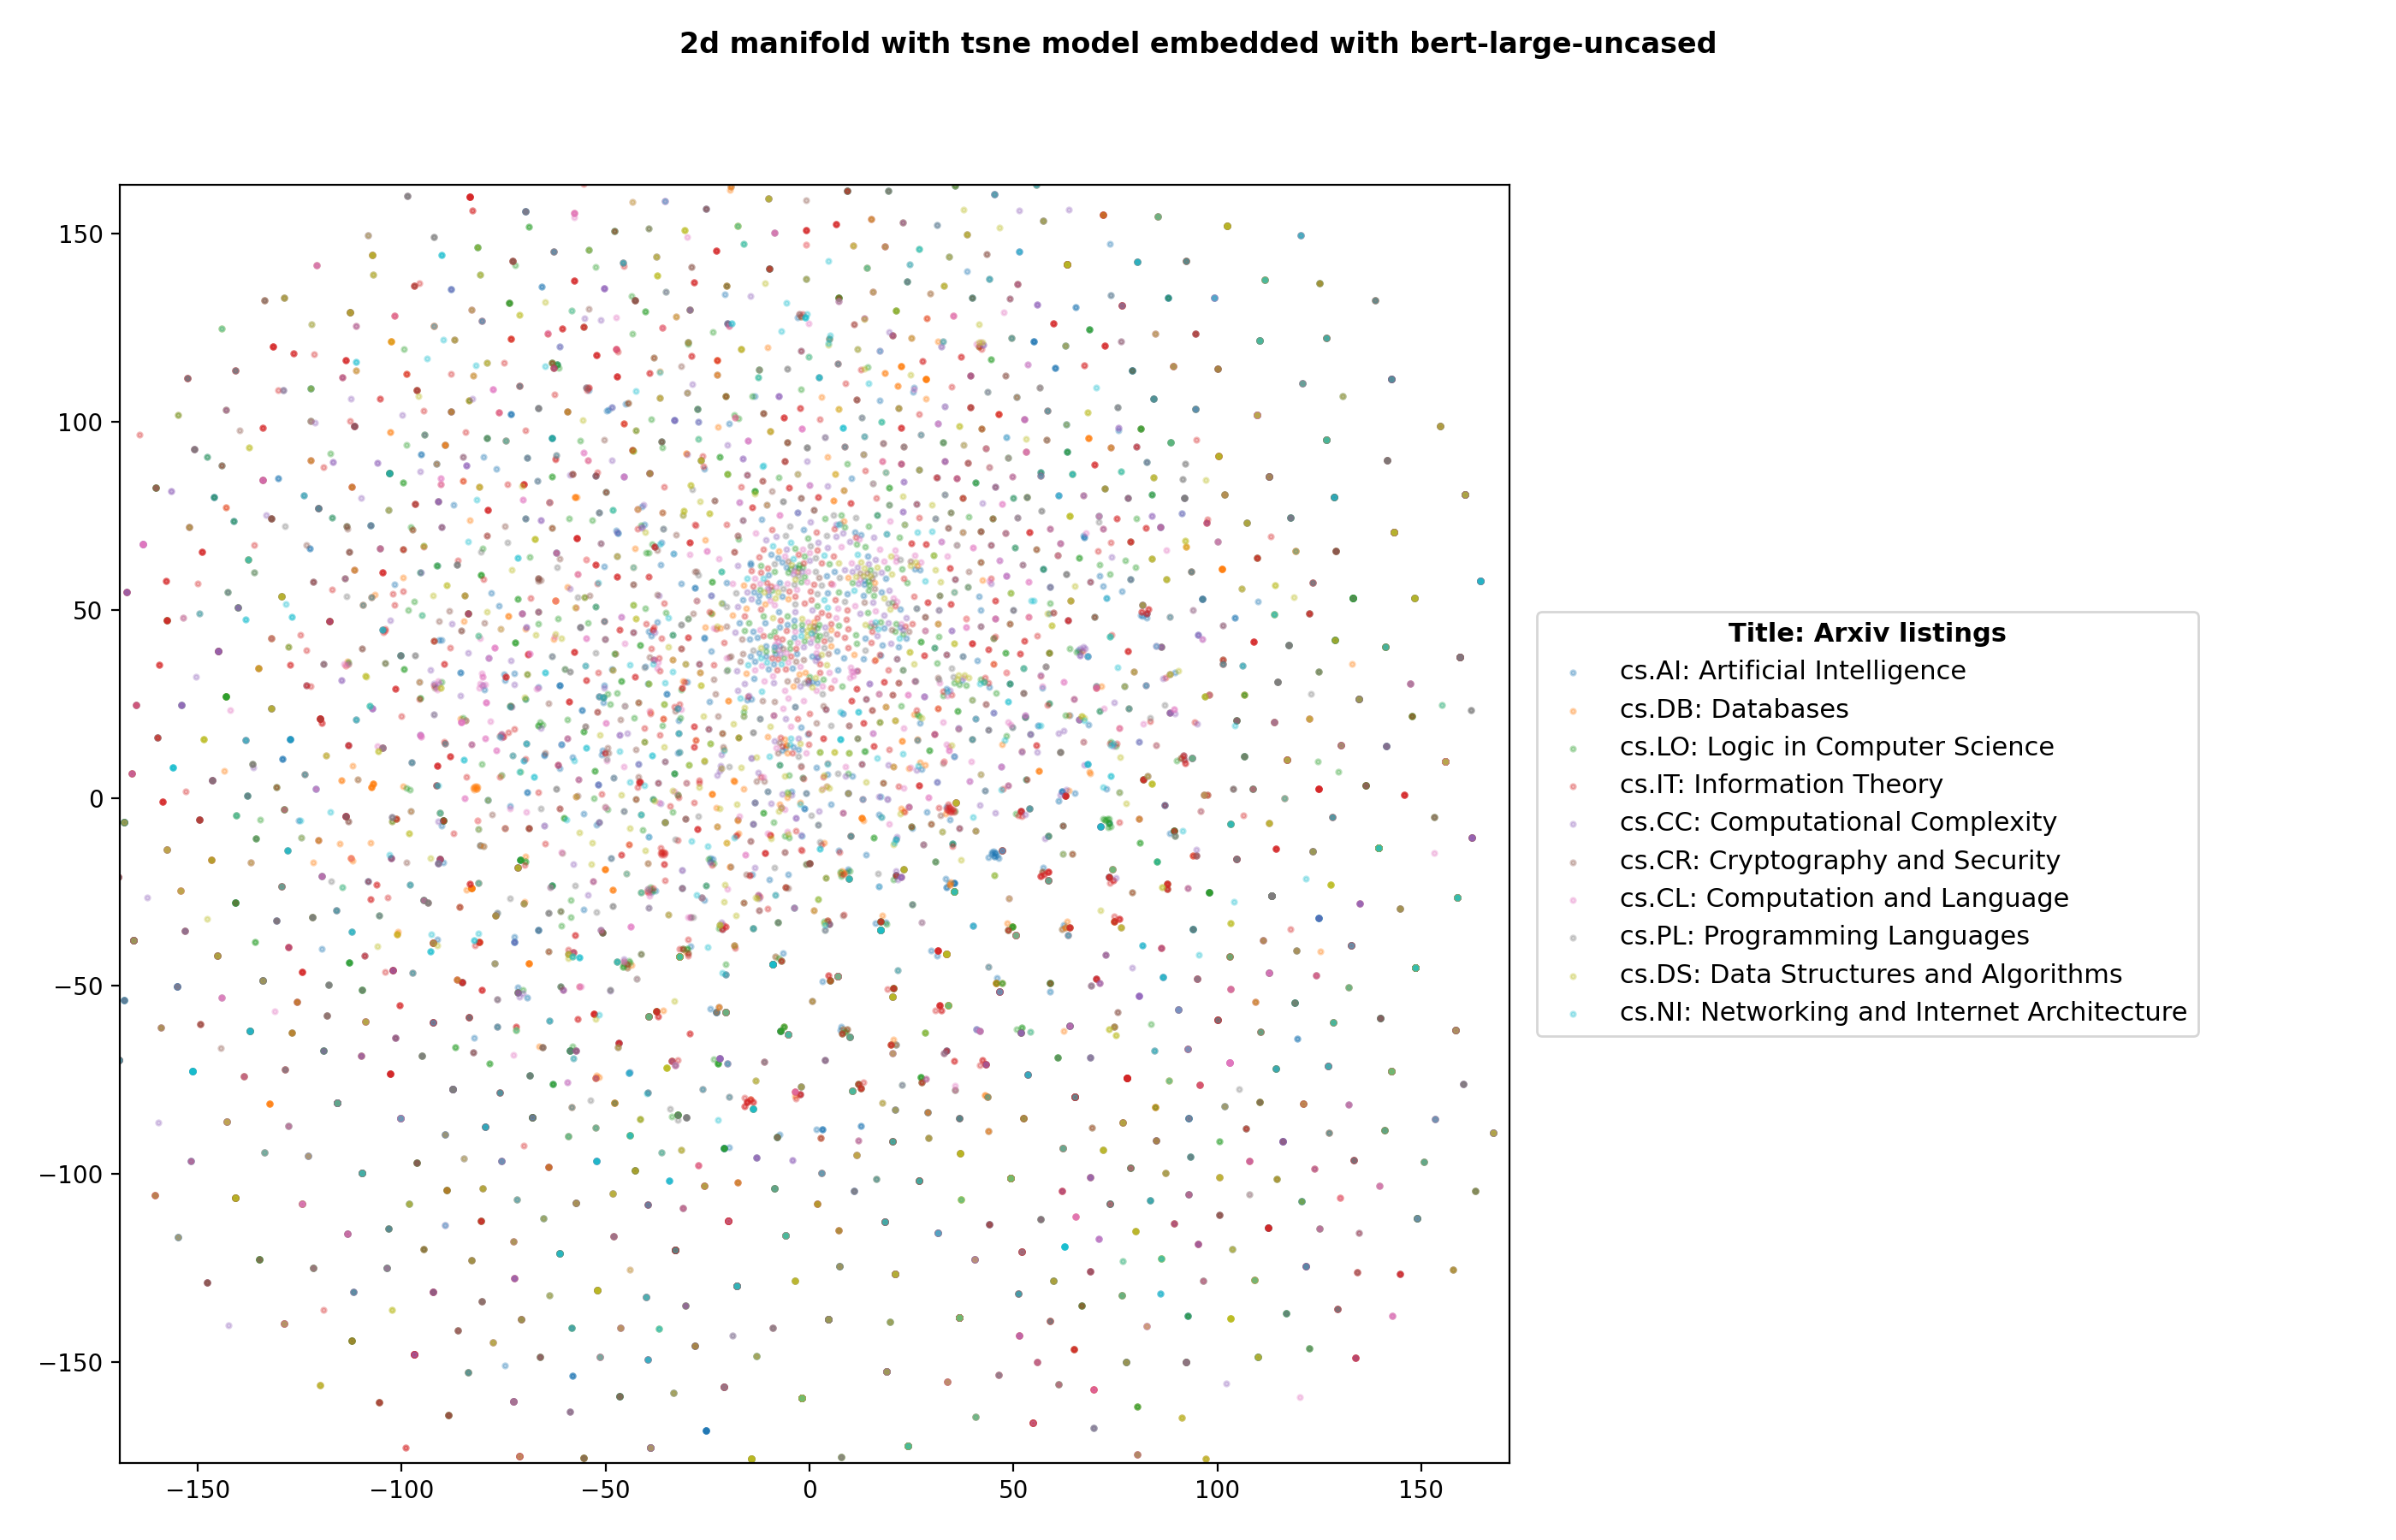 2d manifold with tsne model embedded with bert-large-uncased
150
100
50
0
−50
−100
−150
−150
−100
−50
0
50
100
150
Title: Arxiv listings
cs.AI: Artificial Intelligence
cs.DB: Databases
cs.LO: Logic in Computer Science
cs.IT: Information Theory
cs.CC: Computational Complexity
cs.CR: Cryptography and Security
cs.CL: Computation and Language
cs.PL: Programming Languages
cs.DS: Data Structures and Algorithms
cs.NI: Networking and Internet Architecture